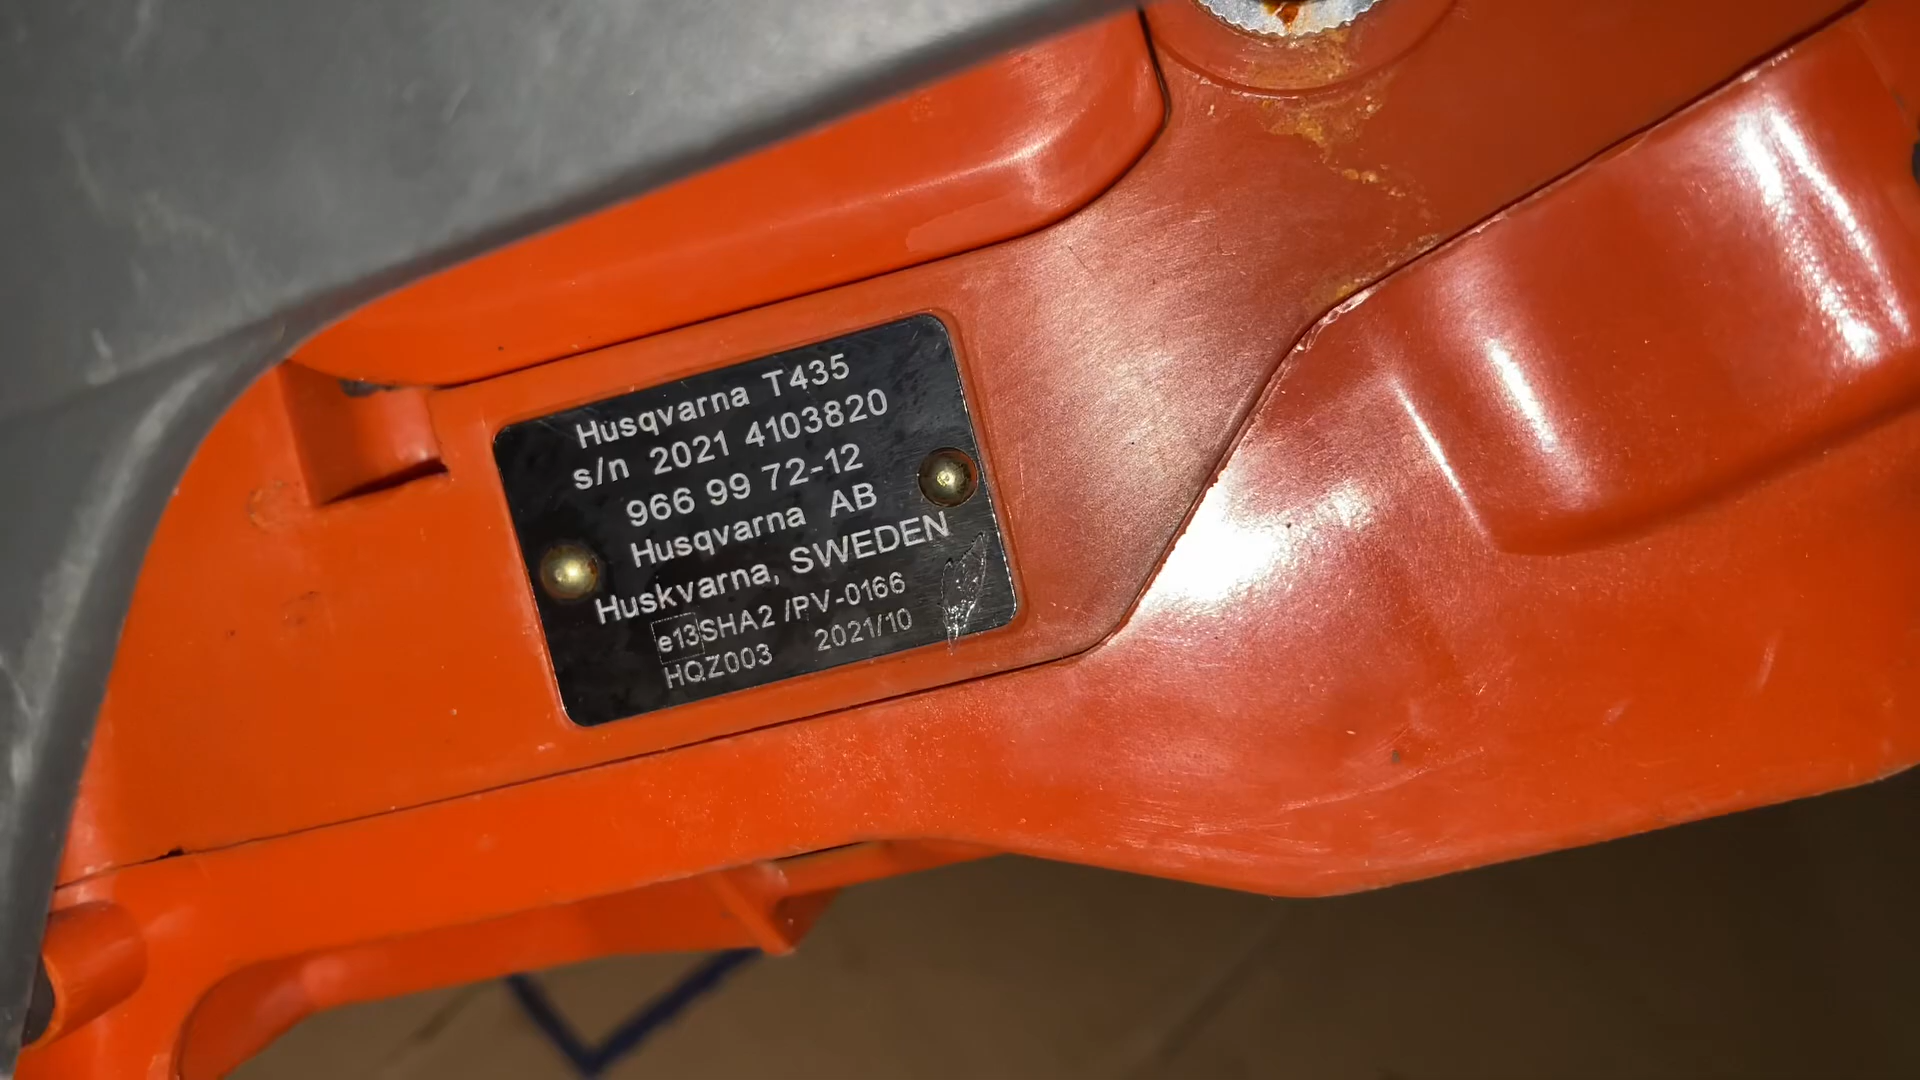 Husqvarna T435
s/n 2021 4103820
966 99 72-12
Husqvarna AB
Huskvarna, SWEDEN
e13SHA2 /PV-0166
HQZ003 2021/10